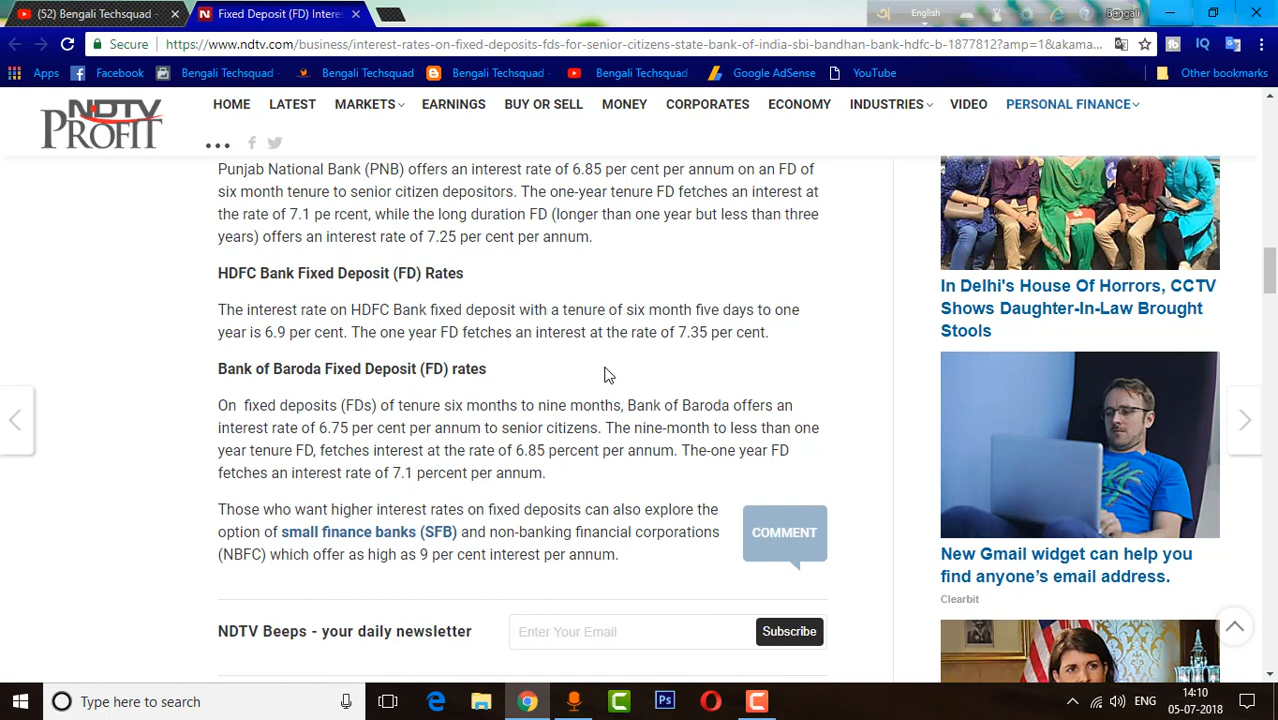 (52) Bengali Techsquad -
Fixed Deposit (FD) Interes
English
Bengali
Secure
https://www.ndtv.com/business/interest-rates-on-fixed-deposits-fds-for-senior-citizens-state-bank-of-india-sbi-bandhan-bank-hdfc-b-1877812?amp=1&akama...
IQ
Apps
Facebook
Bengali Techsquad -
Bengali Techsquad
Bengali Techsquad -
Bengali Techsquad
Google AdSense
YouTube
Other bookmarks
NDTV
PROFIT
HOME
LATEST
MARKETS
EARNINGS
BUY OR SELL
MONEY
CORPORATES
ECONOMY
INDUSTRIES
VIDEO
PERSONAL FINANCE
Punjab National Bank (PNB) offers an interest rate of 6.85 per cent per annum on an FD of
six month tenure to senior citizen depositors. The one-year tenure FD fetches an interest at
the rate of 7.1 pe rcent, while the long duration FD (longer than one year but less than three
years) offers an interest rate of 7.25 per cent per annum.
HDFC Bank Fixed Deposit (FD) Rates
The interest rate on HDFC Bank fixed deposit with a tenure of six month five days to one
year is 6.9 per cent. The one year FD fetches an interest at the rate of 7.35 per cent.
Bank of Baroda Fixed Deposit (FD) rates
On  fixed deposits (FDs) of tenure six months to nine months, Bank of Baroda offers an
interest rate of 6.75 per cent per annum to senior citizens. The nine-month to less than one
year tenure FD, fetches interest at the rate of 6.85 percent per annum. The-one year FD
fetches an interest rate of 7.1 percent per annum.
Those who want higher interest rates on fixed deposits can also explore the
option of small finance banks (SFB) and non-banking financial corporations
(NBFC) which offer as high as 9 per cent interest per annum.
COMMENT
NDTV Beeps - your daily newsletter
Enter Your Email
Subscribe
In Delhi's House Of Horrors, CCTV
Shows Daughter-In-Law Brought
Stools
New Gmail widget can help you
find anyone's email address.
Clearbit
Type here to search
Ps
ENG
14:10
05-07-2018